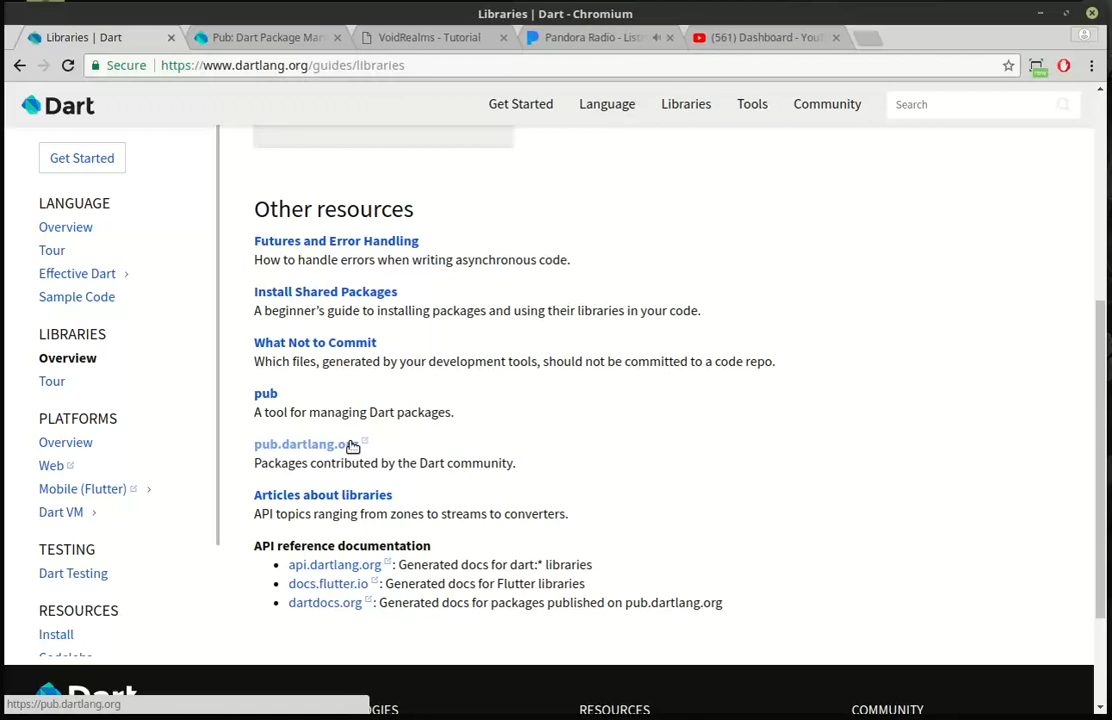 Libraries | Dart - Chromium
Libraries | Dart
Pub: Dart Package Man
VoidRealms - Tutorial
Pandora Radio - List
(561) Dashboard - You
Secure https://www.dartlang.org/guides/libraries
Dart
Get Started
Language
Libraries
Tools
Community
Search
Get Started
LANGUAGE
Overview
Tour
Effective Dart
Sample Code
LIBRARIES
Overview
Tour
PLATFORMS
Overview
Web
Mobile (Flutter)
Dart VM
TESTING
Dart Testing
RESOURCES
Install
Codelabs
Other resources
Futures and Error Handling
How to handle errors when writing asynchronous code.
Install Shared Packages
A beginner's guide to installing packages and using their libraries in your code.
What Not to Commit
Which files, generated by your development tools, should not be committed to a code repo.
pub
A tool for managing Dart packages.
pub.dartlang.org
Packages contributed by the Dart community.
Articles about libraries
API topics ranging from zones to streams to converters.
API reference documentation
api.dartlang.org : Generated docs for dart:* libraries
docs.flutter.io : Generated docs for Flutter libraries
dartdocs.org : Generated docs for packages published on pub.dartlang.org
Dart
OGIES
RESOURCES
COMMUNITY
https://pub.dartlang.org